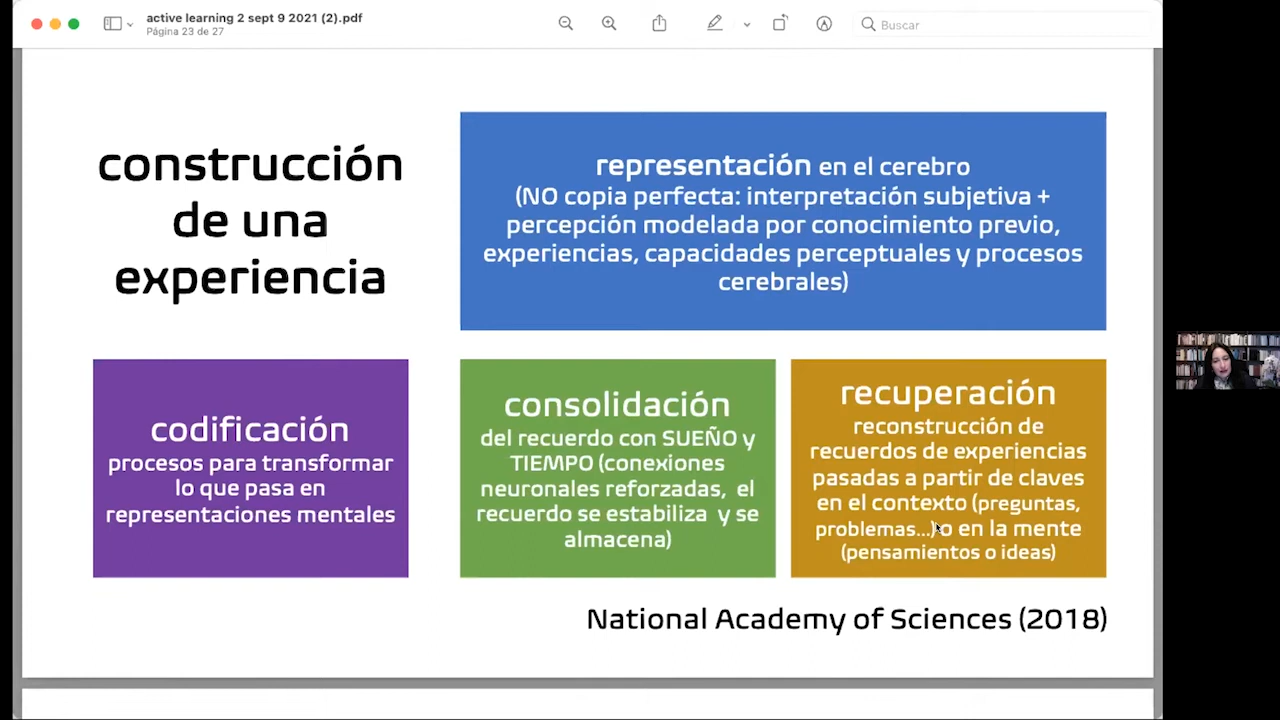 active learning 2 sept 9 2021 (2).pdf
Página 23 de 27
Buscar
construcción
de una
experiencia
representación en el cerebro
(NO copia perfecta: interpretación subjetiva +
percepción modelada por conocimiento previo,
experiencias, capacidades perceptuales y procesos
cerebrales)
codificación
procesos para transformar
lo que pasa en
representaciones mentales
consolidación
del recuerdo con SUEÑO y
TIEMPO (conexiones
neuronales reforzadas, el
recuerdo se estabiliza y se
almacena)
recuperación
reconstrucción de
recuerdos de experiencias
pasadas a partir de claves
en el contexto (preguntas,
problemas...) o en la mente
(pensamientos o ideas)
National Academy of Sciences (2018)